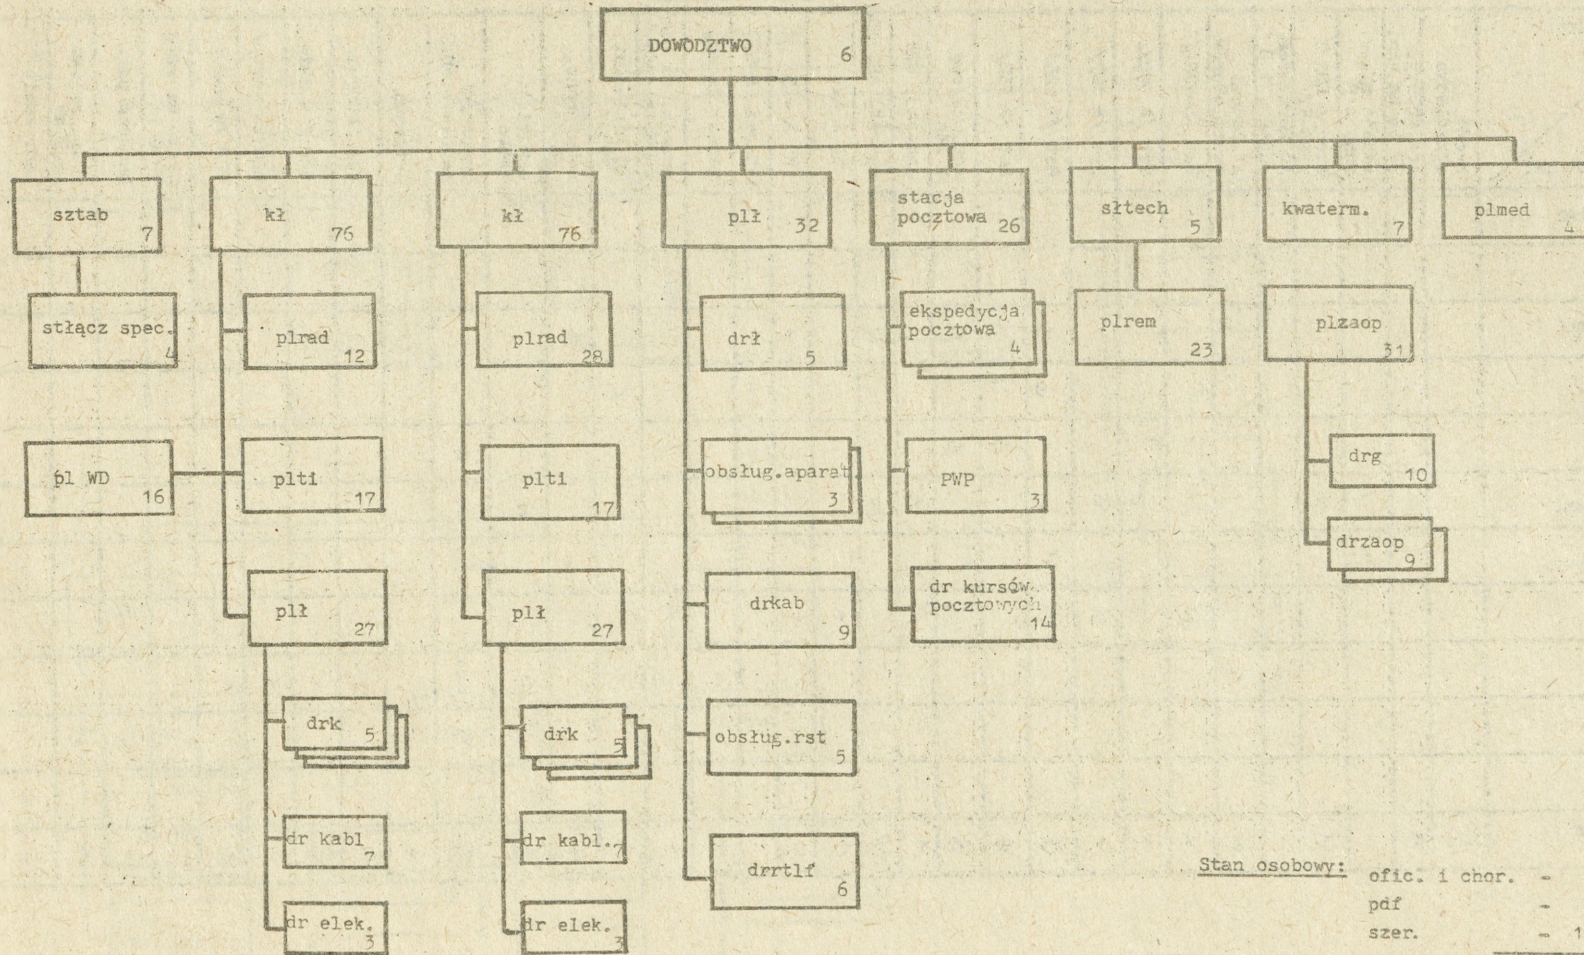 DOWÓDZTWO 6
sztab 7
kł 76
kł 76
plł 32
stacja
pocztowa 26
słtech 5
kwaterm. 7
plmed 4
stłącz spec. 4
plrad 12
plrad 28
drł 5
ekspedycja
pocztowa 4
plrem 23
plzaop 31
pl WD 16
plti 17
plti 17
obsług.aparat. 3
PWP 3
drg 10
drzaop 9
plł 27
plł 27
drkab 9
dr kursów
pocztowych 14
drk 5
drk 5
obsług.rst 5
dr kabl 7
dr kabl. 7
drrtlf 6
dr elek. 3
dr elek. 3
Stan osobowy: ofic. i chor. -
pdf -
szer. - 1